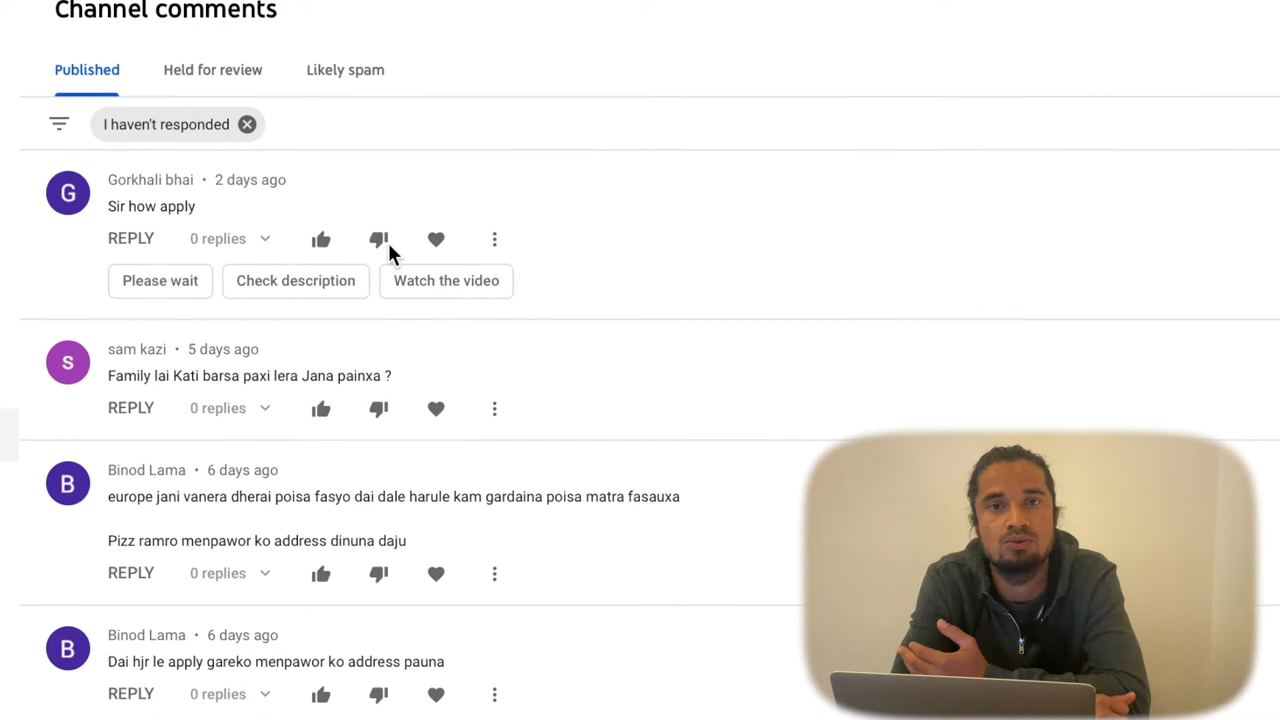 Channel comments
Published Held for review Likely spam
I haven't responded
G
Gorkhali bhai • 2 days ago
Sir how apply
REPLY 0 replies
Please wait Check description Watch the video
S
sam kazi • 5 days ago
Family lai Kati barsa paxi lera Jana painxa ?
REPLY 0 replies
B
Binod Lama • 6 days ago
europe jani vanera dherai poisa fasyo dai dale harule kam gardaina poisa matra fasauxa
Pizz ramro menpawor ko address dinuna daju
REPLY 0 replies
B
Binod Lama • 6 days ago
Dai hjr le apply gareko menpawor ko address pauna
REPLY 0 replies